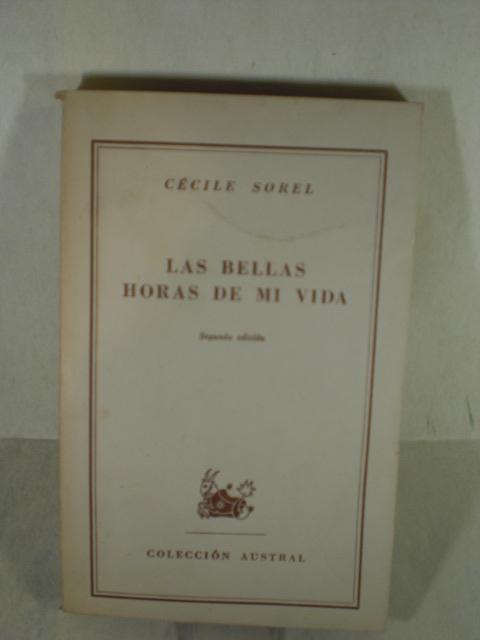 CÉCILE SOREL
LAS BELLAS
HORAS DE MI VIDA
Segunda edición
COLECCIÓN AUSTRAL